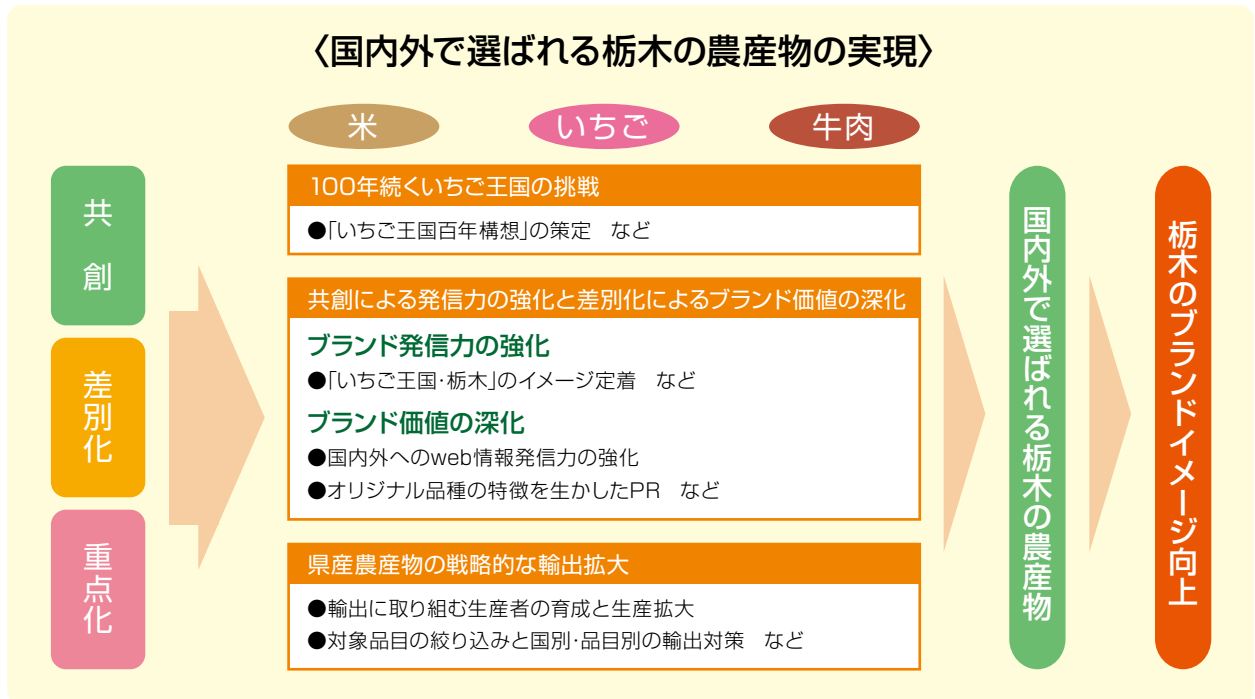 〈国内外で選ばれる栃木の農産物の実現〉
米
いちご
牛肉
共創
差別化
重点化
100年続くいちご王国の挑戦
●「いちご王国百年構想」の策定　など
共創による発信力の強化と差別化によるブランド価値の深化
ブランド発信力の強化
●「いちご王国・栃木」のイメージ定着　など
ブランド価値の深化
●国内外へのweb情報発信力の強化
●オリジナル品種の特徴を生かしたPR　など
県産農産物の戦略的な輸出拡大
●輸出に取り組む生産者の育成と生産拡大
●対象品目の絞り込みと国別・品目別の輸出対策　など
国内外で選ばれる栃木の農産物
栃木のブランドイメージ向上